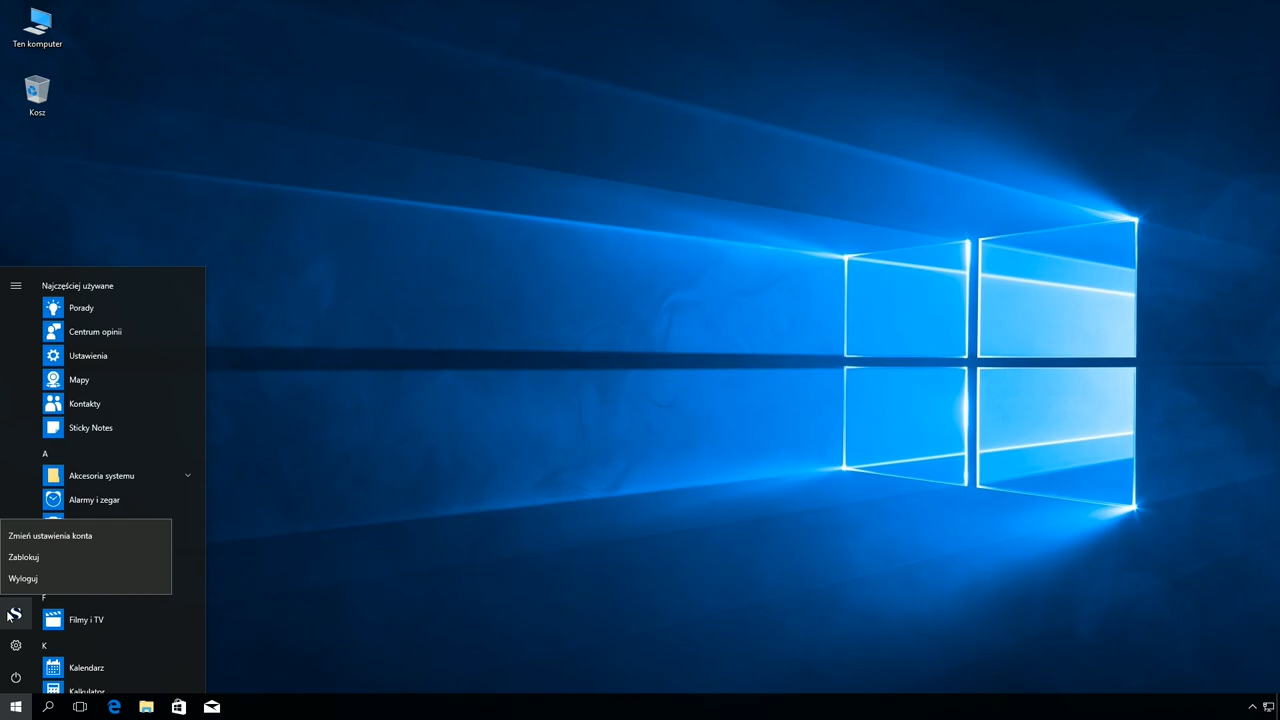 Ten komputer
Kosz
Najczęściej używane
Porady
Centrum opinii
Ustawienia
Mapy
Kontakty
Sticky Notes
A
Akcesoria systemu
Alarmy i zegar
Zmień ustawienia konta
Zablokuj
Wyloguj
F
Filmy i TV
K
Kalendarz
Kalkulator